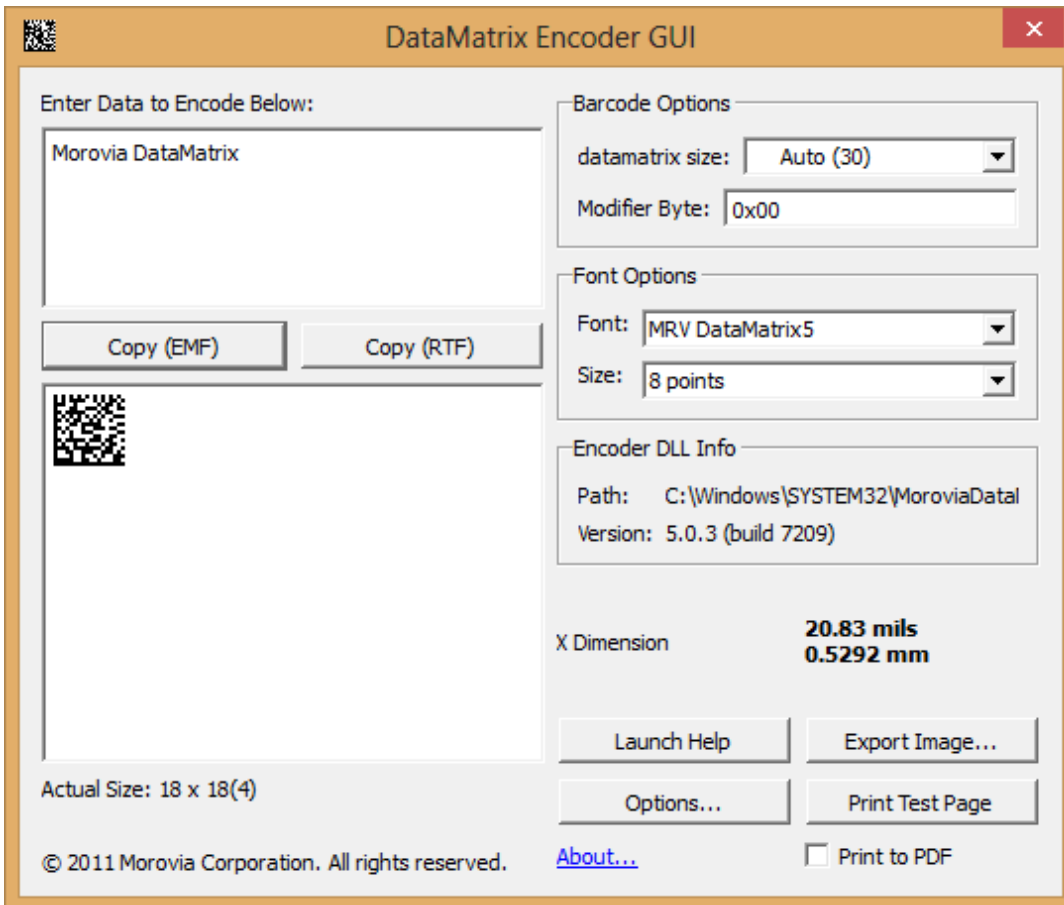 DataMatrix Encoder GUI
Enter Data to Encode Below:
Morovia DataMatrix
Copy (EMF)
Copy (RTF)
Actual Size: 18 x 18(4)
© 2011 Morovia Corporation. All rights reserved.
Barcode Options
datamatrix size: Auto (30)
Modifier Byte: 0x00
Font Options
Font: MRV DataMatrix5
Size: 8 points
Encoder DLL Info
Path: C:\Windows\SYSTEM32\MoroviaDatal
Version: 5.0.3 (build 7209)
X Dimension
20.83 mils
0.5292 mm
Launch Help
Export Image...
Options...
Print Test Page
About...
Print to PDF